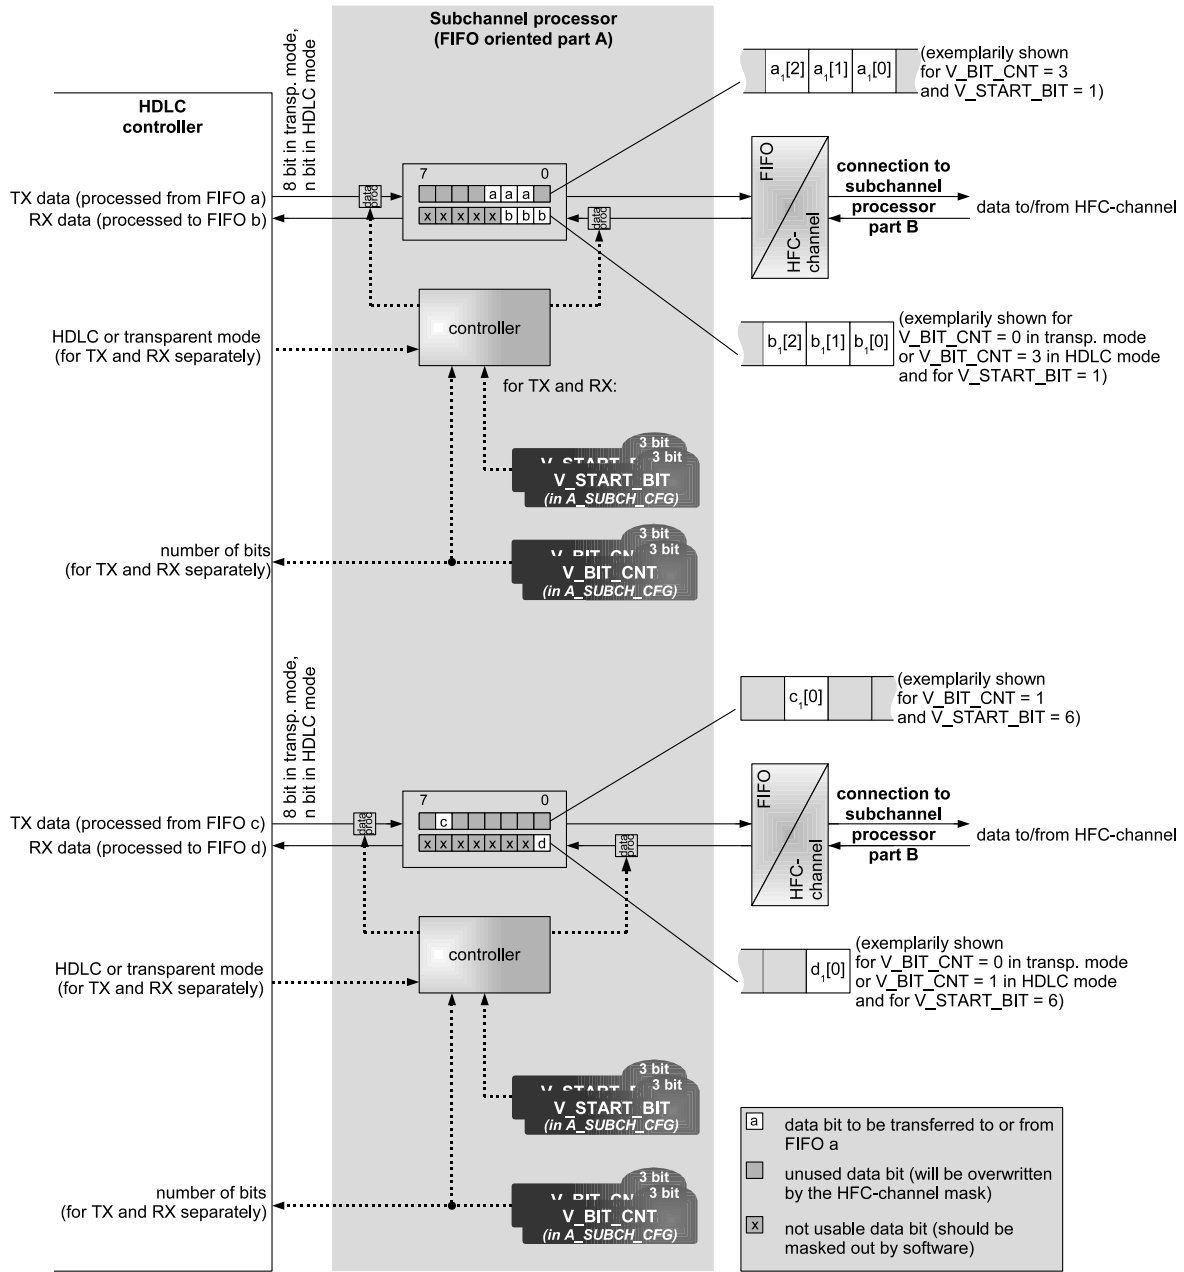 Subchannel processor
(FIFO oriented part A)
HDLC
controller
8 bit in transp. mode,
n bit in HDLC mode
a1[2] a1[1] a1[0]
(exemplarily shown
for V_BIT_CNT = 3
and V_START_BIT = 1)
7 0
a a a
x x x x x b b b
data
proc
data
proc
TX data (processed from FIFO a)
RX data (processed to FIFO b)
FIFO
HFC-
channel
connection to
subchannel
processor
part B
data to/from HFC-channel
controller
HDLC or transparent mode
(for TX and RX separately)
b1[2] b1[1] b1[0]
(exemplarily shown for
V_BIT_CNT = 0 in transp. mode
or V_BIT_CNT = 3 in HDLC mode
and for V_START_BIT = 1)
for TX and RX:
3 bit
3 bit
V_START_BIT
(in A_SUBCH_CFG)
number of bits
(for TX and RX separately)
3 bit
3 bit
V_BIT_CN
V_BIT_CNT
(in A_SUBCH_CFG)
8 bit in transp. mode,
n bit in HDLC mode
c1[0]
(exemplarily shown
for V_BIT_CNT = 1
and V_START_BIT = 6)
7 0
c
x x x x x x x d
data
proc
data
proc
TX data (processed from FIFO c)
RX data (processed to FIFO d)
FIFO
HFC-
channel
connection to
subchannel
processor
part B
data to/from HFC-channel
controller
HDLC or transparent mode
(for TX and RX separately)
d1[0]
(exemplarily shown
for V_BIT_CNT = 0 in transp. mode
or V_BIT_CNT = 1 in HDLC mode
and for V_START_BIT = 6)
3 bit
3 bit
V_START_BIT
(in A_SUBCH_CFG)
number of bits
(for TX and RX separately)
3 bit
3 bit
V_BIT_CN
V_BIT_CNT
(in A_SUBCH_CFG)
a data bit to be transferred to or from
FIFO a
unused data bit (will be overwritten
by the HFC-channel mask)
x not usable data bit (should be
masked out by software)